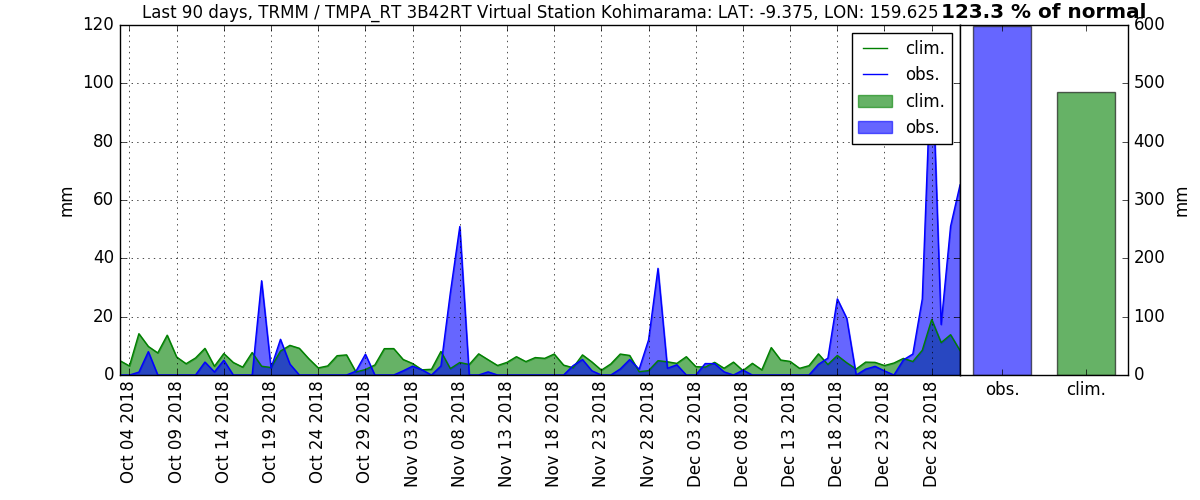 Last 90 days, TRMM / TMPA_RT 3B42RT Virtual Station Kohimarama: LAT: -9.375, LON: 159.625 123.3 % of normal
120
100
80
60
40
20
0
mm
clim.
obs.
clim.
obs.
600
500
400
300
200
100
0
mm
obs.
clim.
Oct 04 2018
Oct 09 2018
Oct 14 2018
Oct 19 2018
Oct 24 2018
Oct 29 2018
Nov 03 2018
Nov 08 2018
Nov 13 2018
Nov 18 2018
Nov 23 2018
Nov 28 2018
Dec 03 2018
Dec 08 2018
Dec 13 2018
Dec 18 2018
Dec 23 2018
Dec 28 2018